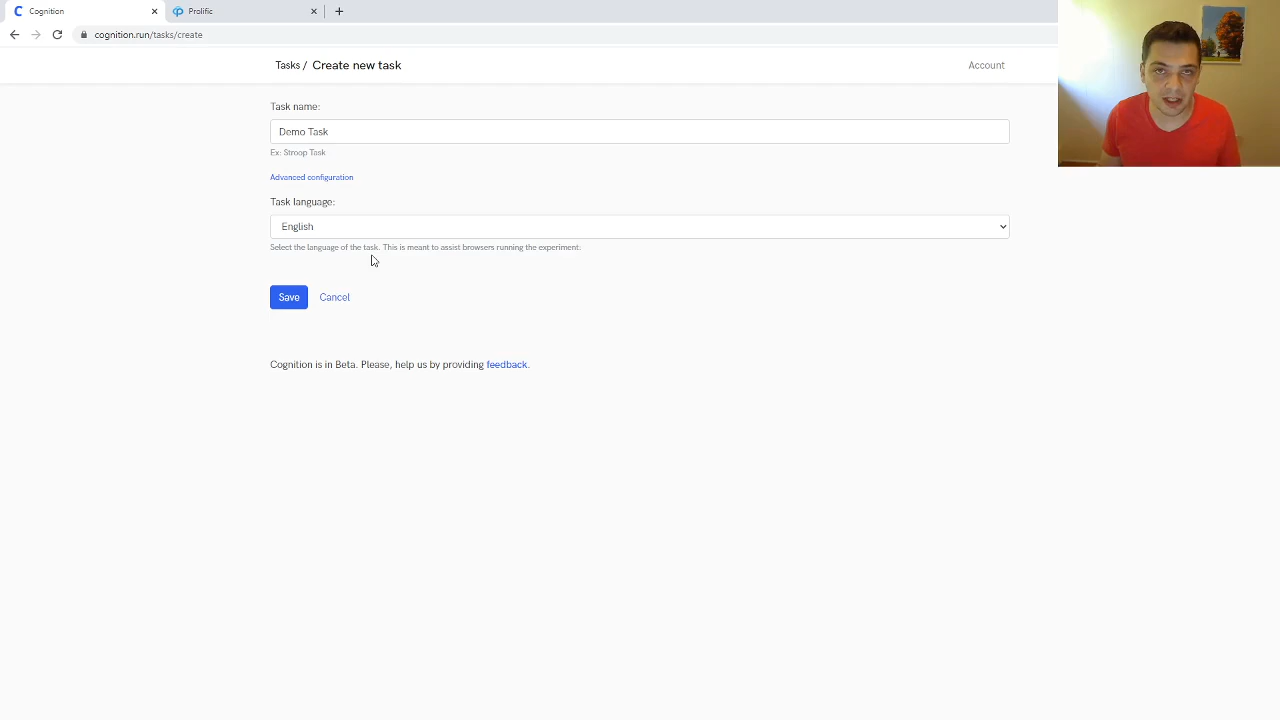 Cognition
Prolific
cognition.run/tasks/create
Tasks / Create new task
Account
Task name:
Demo Task
Ex: Stroop Task
Advanced configuration
Task language:
English
Select the language of the task. This is meant to assist browsers running the experiment:
Save Cancel
Cognition is in Beta. Please, help us by providing feedback.